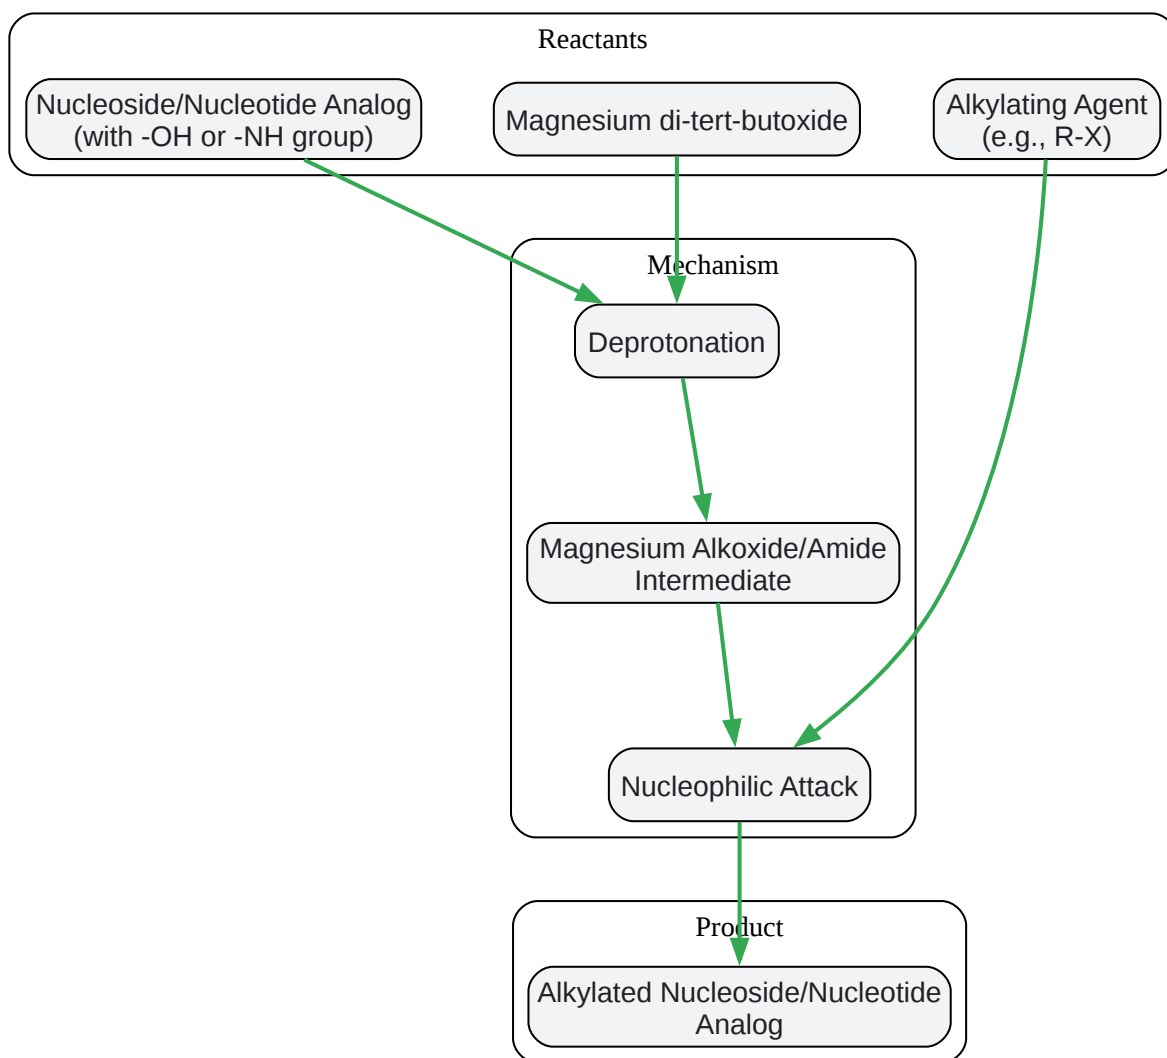 Reactants
Nucleoside/Nucleotide Analog
(with -OH or -NH group)
Magnesium di-tert-butoxide
Alkylating Agent
(e.g., R-X)
Mechanism
Deprotonation
Magnesium Alkoxide/Amide
Intermediate
Nucleophilic Attack
Product
Alkylated Nucleoside/Nucleotide
Analog